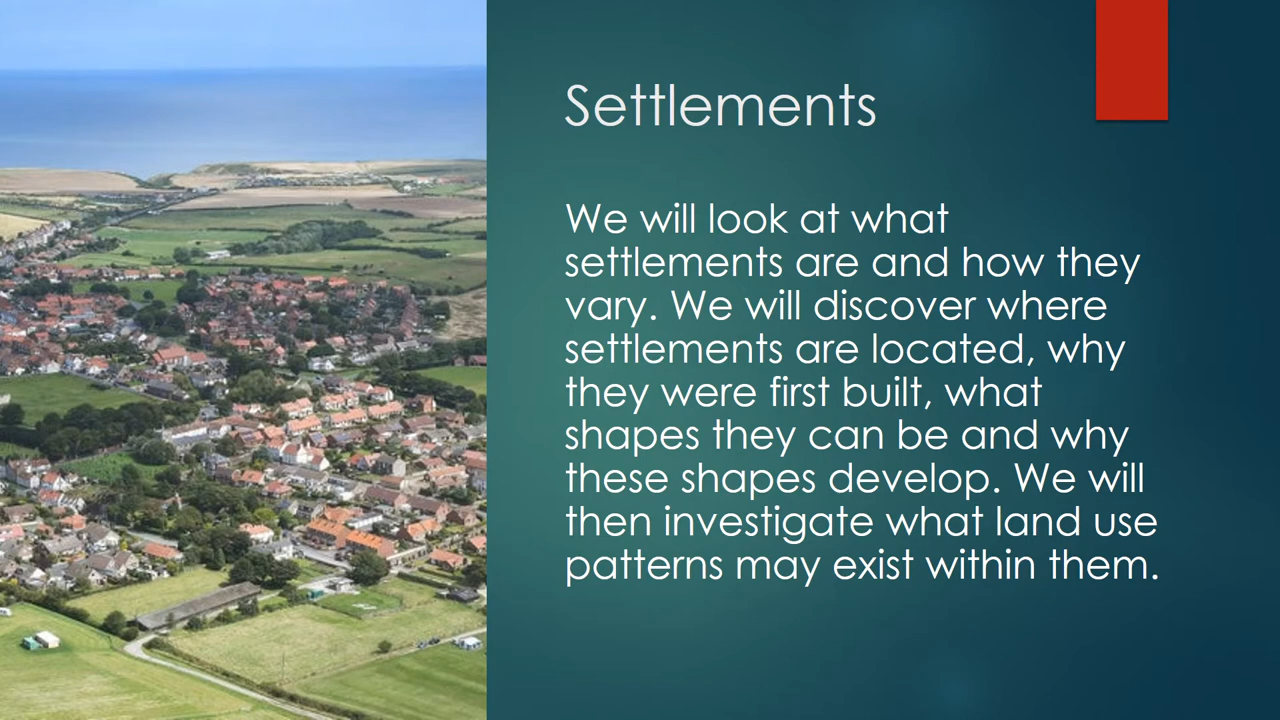 Settlements
We will look at what
settlements are and how they
vary. We will discover where
settlements are located, why
they were first built, what
shapes they can be and why
these shapes develop. We will
then investigate what land use
patterns may exist within them.